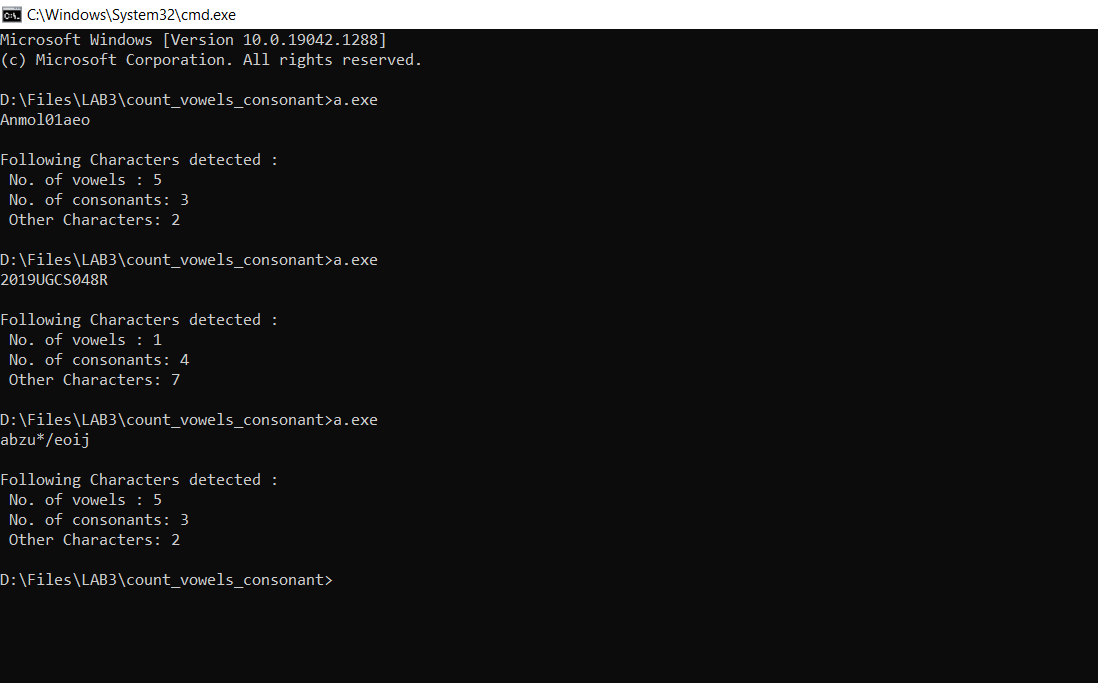 C:\Windows\System32\cmd.exe
Microsoft Windows [Version 10.0.19042.1288]
(c) Microsoft Corporation. All rights reserved.
D:\Files\LAB3\count_vowels_consonant>a.exe
Anmol01aeo
Following Characters detected :
No. of vowels : 5
No. of consonants: 3
Other Characters: 2
D:\Files\LAB3\count_vowels_consonant>a.exe
2019UGCS048R
Following Characters detected :
No. of vowels : 1
No. of consonants: 4
Other Characters: 7
D:\Files\LAB3\count_vowels_consonant>a.exe
abzu*/eoij
Following Characters detected :
No. of vowels : 5
No. of consonants: 3
Other Characters: 2
D:\Files\LAB3\count_vowels_consonant>